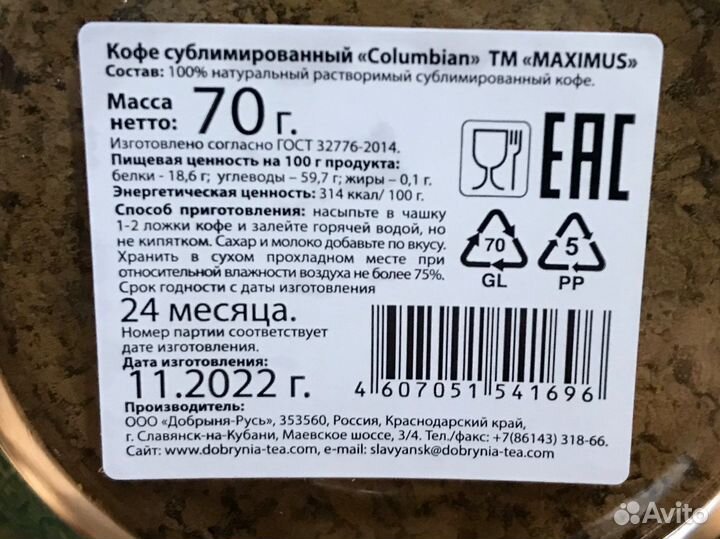 Кофе сублимированный «Columbian» ТМ «MAXIMUS»
Состав: 100% натуральный растворимый сублимированный кофе.
Масса
нетто: 70 г.
Изготовлено согласно ГОСТ 32776-2014.
Пищевая ценность на 100 г продукта:
белки - 18,6 г; углеводы – 59,7 г; жиры – 0,1 г.
Энергетическая ценность: 314 ккал/ 100 г.
Способ приготовления: насыпьте в чашку
1-2 ложки кофе и залейте горячей водой, но
не кипятком. Сахар и молоко добавьте по вкусу.
Хранить в сухом прохладном месте при
относительной влажности воздуха не более 75%.
Срок годности с даты изготовления
24 месяца.
Номер партии соответствует
дате изготовления.
Дата изготовления:
11.2022 г.
EAC
70
GL
5
PP
4 607051 541696
Производитель:
ООО «Добрыня-Русь», 353560, Россия, Краснодарский край,
г. Славянск-на-Кубани, Маевское шоссе, 3/4. Тел./факс: +7(86143) 318-66.
Сайт: www.dobrynia-tea.com, e-mail: slavyansk@dobrynia-tea.com
Avito